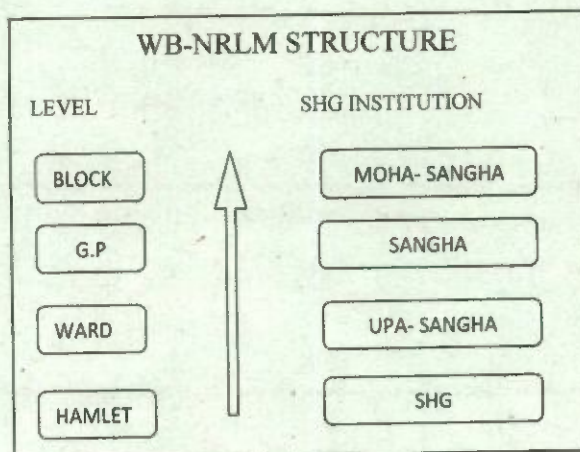 WB-NRLM STRUCTURE
LEVEL SHG INSTITUTION
BLOCK MOHA- SANGHA
G.P SANGHA
WARD UPA- SANGHA
HAMLET SHG